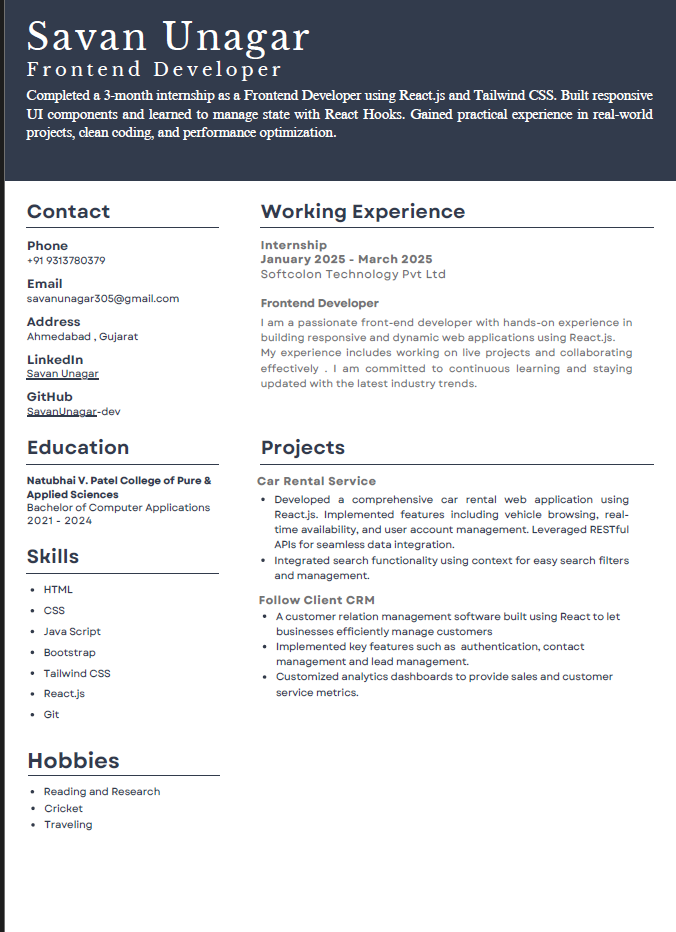 Savan Unagar
Frontend Developer
Completed a 3-month internship as a Frontend Developer using React.js and Tailwind CSS. Built responsive
UI components and learned to manage state with React Hooks. Gained practical experience in real-world
projects, clean coding, and performance optimization.
Contact
Phone
+91 9313780379
Email
savanunagar305@gmail.com
Address
Ahmedabad , Gujarat
LinkedIn
Savan Unagar
GitHub
SavanUnagar-dev
Education
Natubhai V. Patel College of Pure &
Applied Sciences
Bachelor of Computer Applications
2021 - 2024
Skills
• HTML
• CSS
• Java Script
• Bootstrap
• Tailwind CSS
• React.js
• Git
Hobbies
• Reading and Research
• Cricket
• Traveling
Working Experience
Internship
January 2025 - March 2025
Softcolon Technology Pvt Ltd
Frontend Developer
I am a passionate front-end developer with hands-on experience in
building responsive and dynamic web applications using React.js.
My experience includes working on live projects and collaborating
effectively . I am committed to continuous learning and staying
updated with the latest industry trends.
Projects
Car Rental Service
• Developed a comprehensive car rental web application using
React.js. Implemented features including vehicle browsing, real-
time availability, and user account management. Leveraged RESTful
APIs for seamless data integration.
• Integrated search functionality using context for easy search filters
and management.
Follow Client CRM
• A customer relation management software built using React to let
businesses efficiently manage customers
• Implemented key features such as  authentication, contact
management and lead management.
• Customized analytics dashboards to provide sales and customer
service metrics.